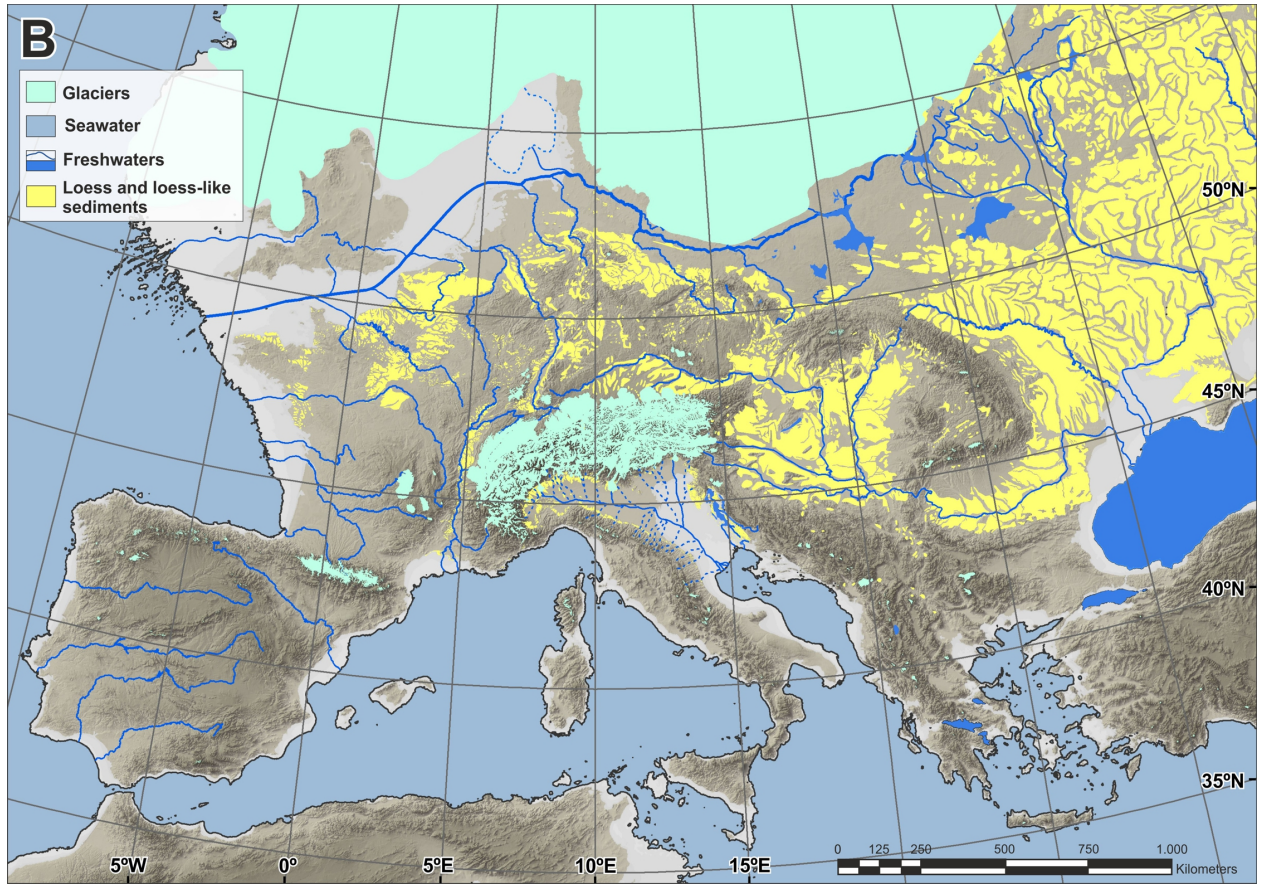 B
Glaciers
Seawater
Freshwaters
Loess and loess-like
sediments
50ºN
45ºN
40ºN
35ºN
5ºW
0º
5ºE
10ºE
15ºE
0 125 250 500 750 1.000
Kilometers